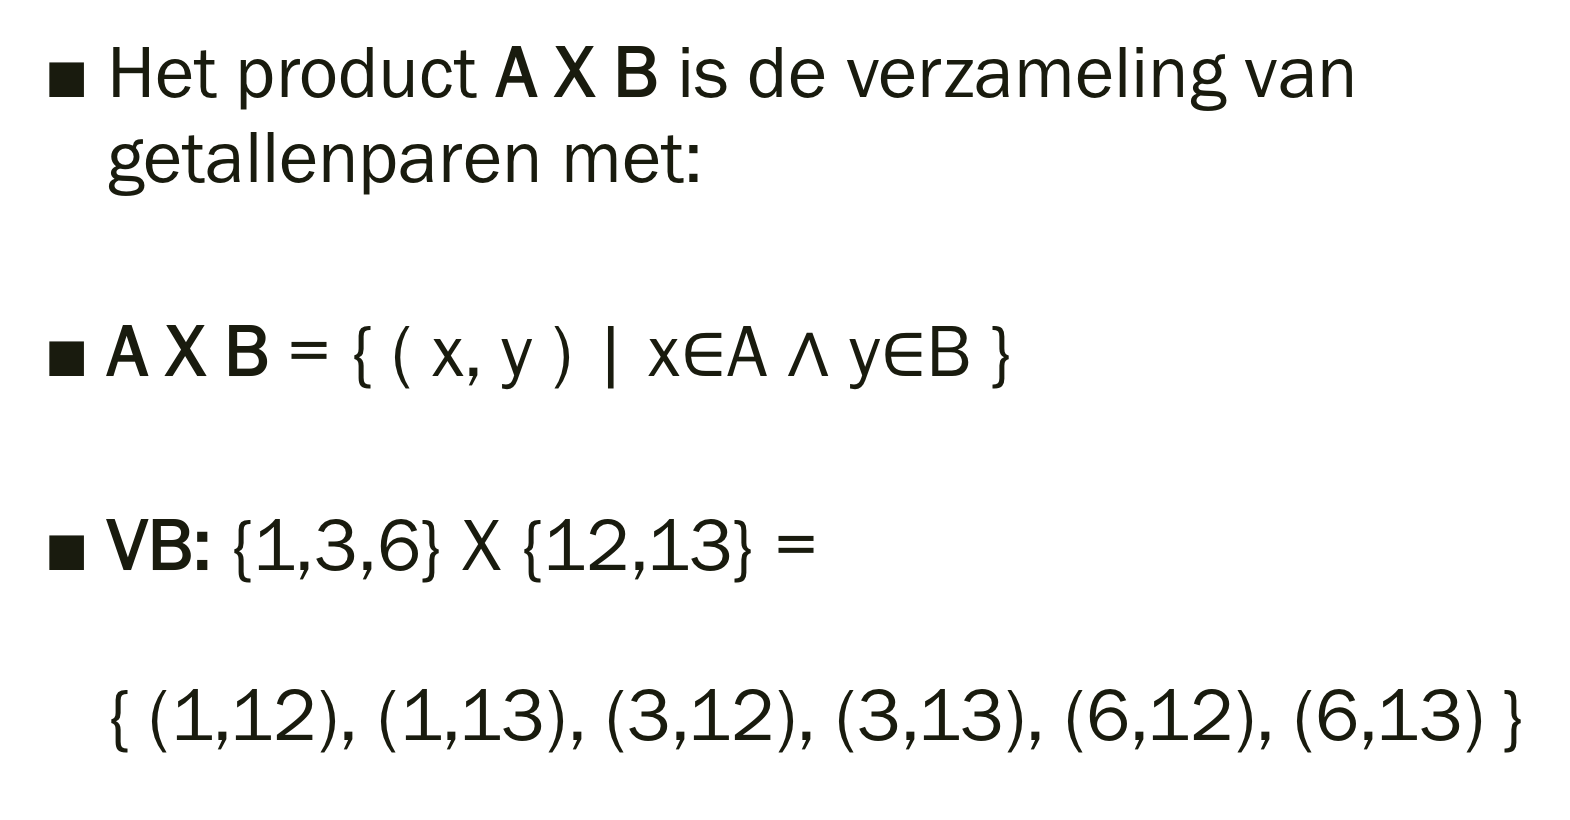 ■ Het product A X B is de verzameling van
getallenparen met:
■ A X B = { ( x, y ) | x∈A ∧ y∈B }
■ VB: {1,3,6} X {12,13} =
{ (1,12), (1,13), (3,12), (3,13), (6,12), (6,13) }